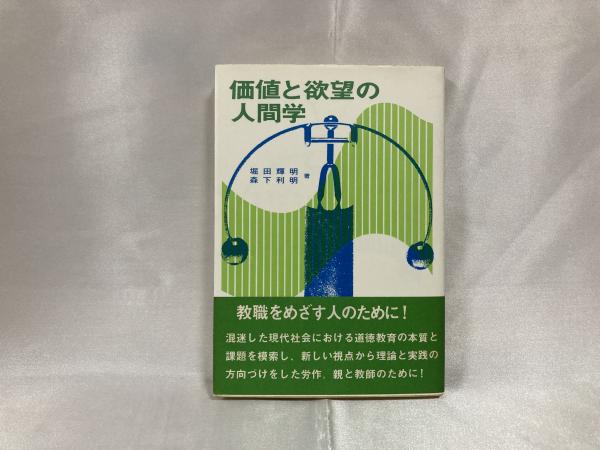 価値と欲望の
人間学
堀田輝明
森下利明 著
教職をめざす人のために!
混迷した現代社会における道徳教育の本質と
課題を模索し、新しい視点から理論と実践の
方向づけをした労作。親と教師のために!